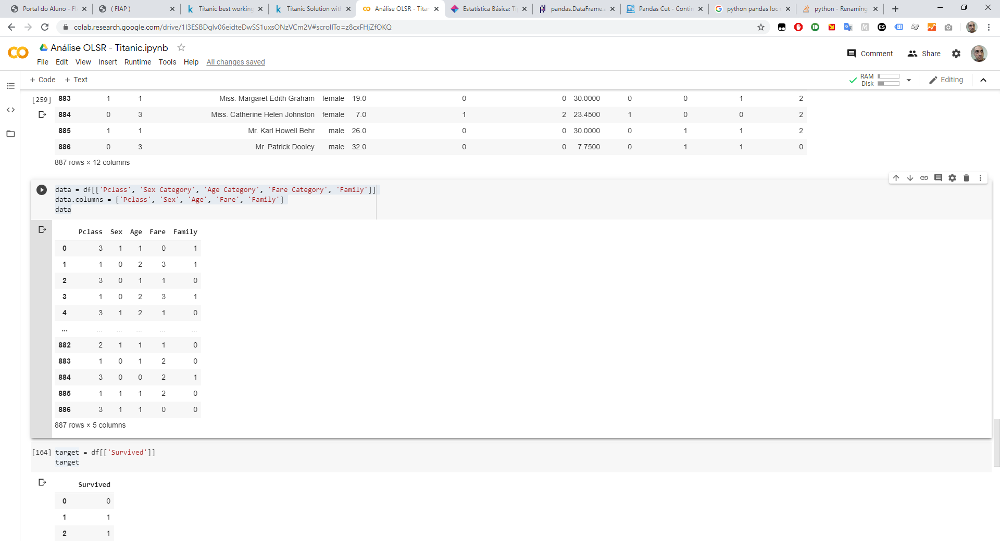 Portal do Aluno - FI
( FIAP )
Titanic best working
Titanic Solution with
Análise OLSR - Titan
Estatística Básica: Ti
pandas.DataFrame.a
Pandas Cut - Contin
python pandas loc
python - Renaming
colab.research.google.com/drive/1I3ESBDgIv06eidteDwSS1uxsONzVCm2V#scrollTo=z8cxFHjZfOKQ
Análise OLSR - Titanic.ipynb
File Edit View Insert Runtime Tools Help All changes saved
Comment Share
+ Code + Text
RAM
Disk
Editing
[259] 883 1 1 Miss. Margaret Edith Graham female 19.0 0 0 30.0000 0 0 1 2
884 0 3 Miss. Catherine Helen Johnston female 7.0 1 2 23.4500 1 0 0 2
885 1 1 Mr. Karl Howell Behr male 26.0 0 0 30.0000 0 1 1 2
886 0 3 Mr. Patrick Dooley male 32.0 0 0 7.7500 0 1 1 0
887 rows × 12 columns
data = df[['Pclass', 'Sex Category', 'Age Category', 'Fare Category', 'Family']]
data.columns = ['Pclass', 'Sex', 'Age', 'Fare', 'Family']
data
Pclass Sex Age Fare Family
0 3 1 1 0 1
1 1 0 2 3 1
2 3 0 1 1 0
3 1 0 2 3 1
4 3 1 2 1 0
... ... ... ... ... ...
882 2 1 1 1 0
883 1 0 1 2 0
884 3 0 0 2 1
885 1 1 1 2 0
886 3 1 1 0 0
887 rows × 5 columns
[164] target = df[['Survived']]
target
Survived
0 0
1 1
2 1